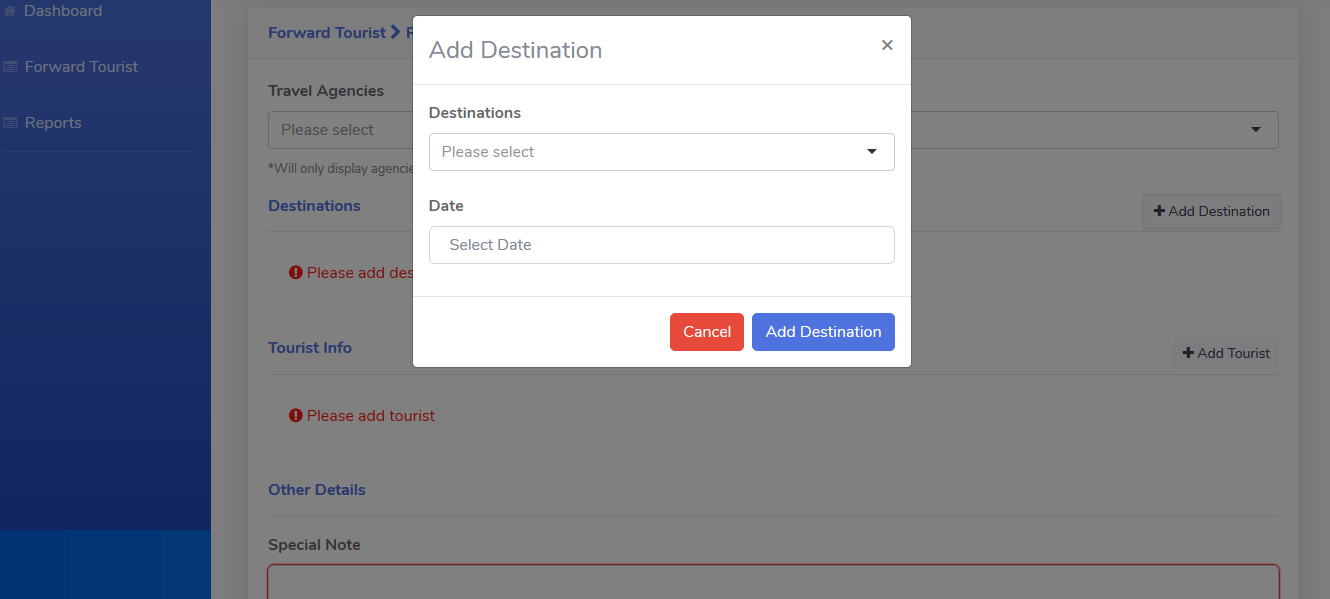 Dashboard
Forward Tourist
Reports
Forward Tourist
Travel Agencies
Please select
*Will only display
Destinations
Add Destination
Please add
Tourist Info
Add Tourist
Please add tourist
Other Details
Special Note
Add Destination
×
Destinations
Please select
Date
Select Date
Cancel
Add Destination